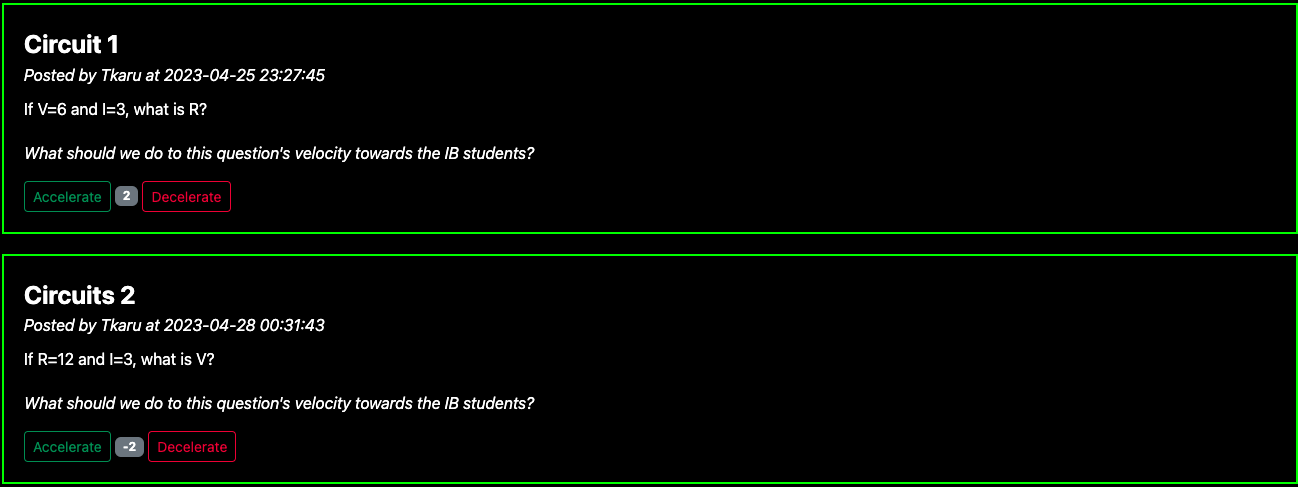 Circuit 1
Posted by Tkaru at 2023-04-25 23:27:45
If V=6 and I=3, what is R?
What should we do to this question's velocity towards the IB students?
Accelerate 2 Decelerate
Circuits 2
Posted by Tkaru at 2023-04-28 00:31:43
If R=12 and I=3, what is V?
What should we do to this question's velocity towards the IB students?
Accelerate -2 Decelerate